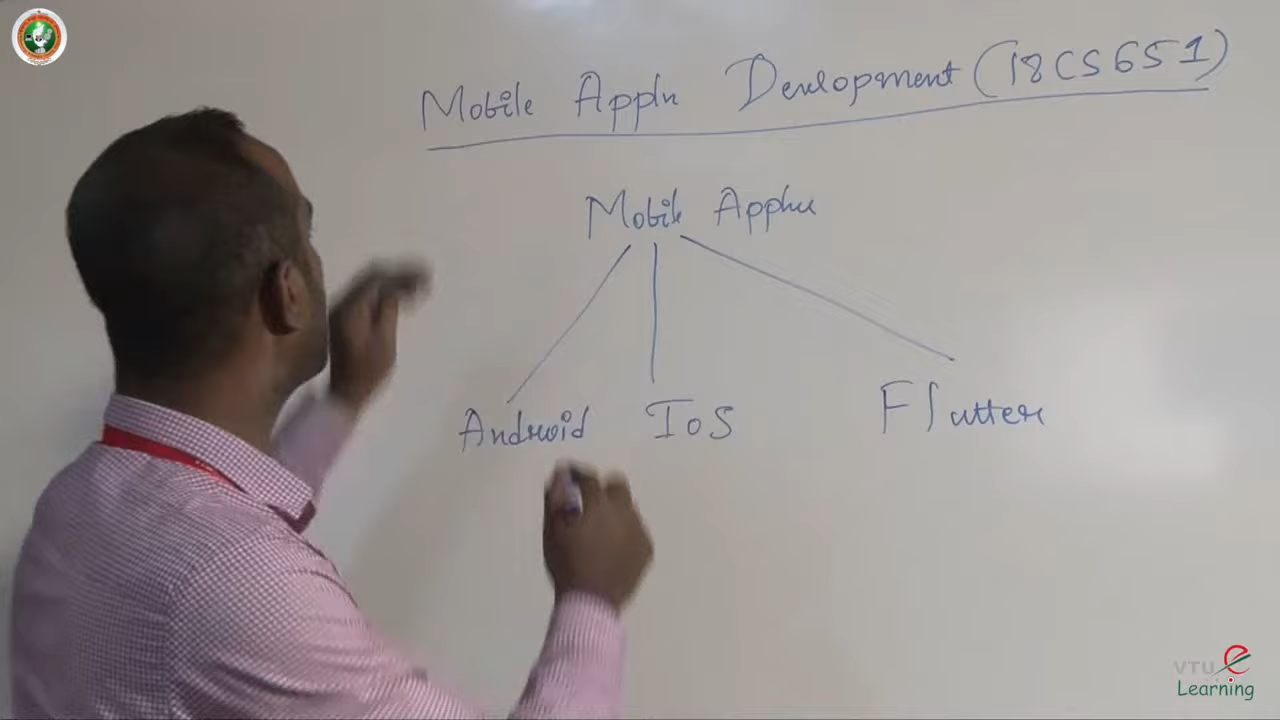 Mobile Appln Development (18CS651)
Mobile Appln
Android IOS Flutter
VTU e
Learning